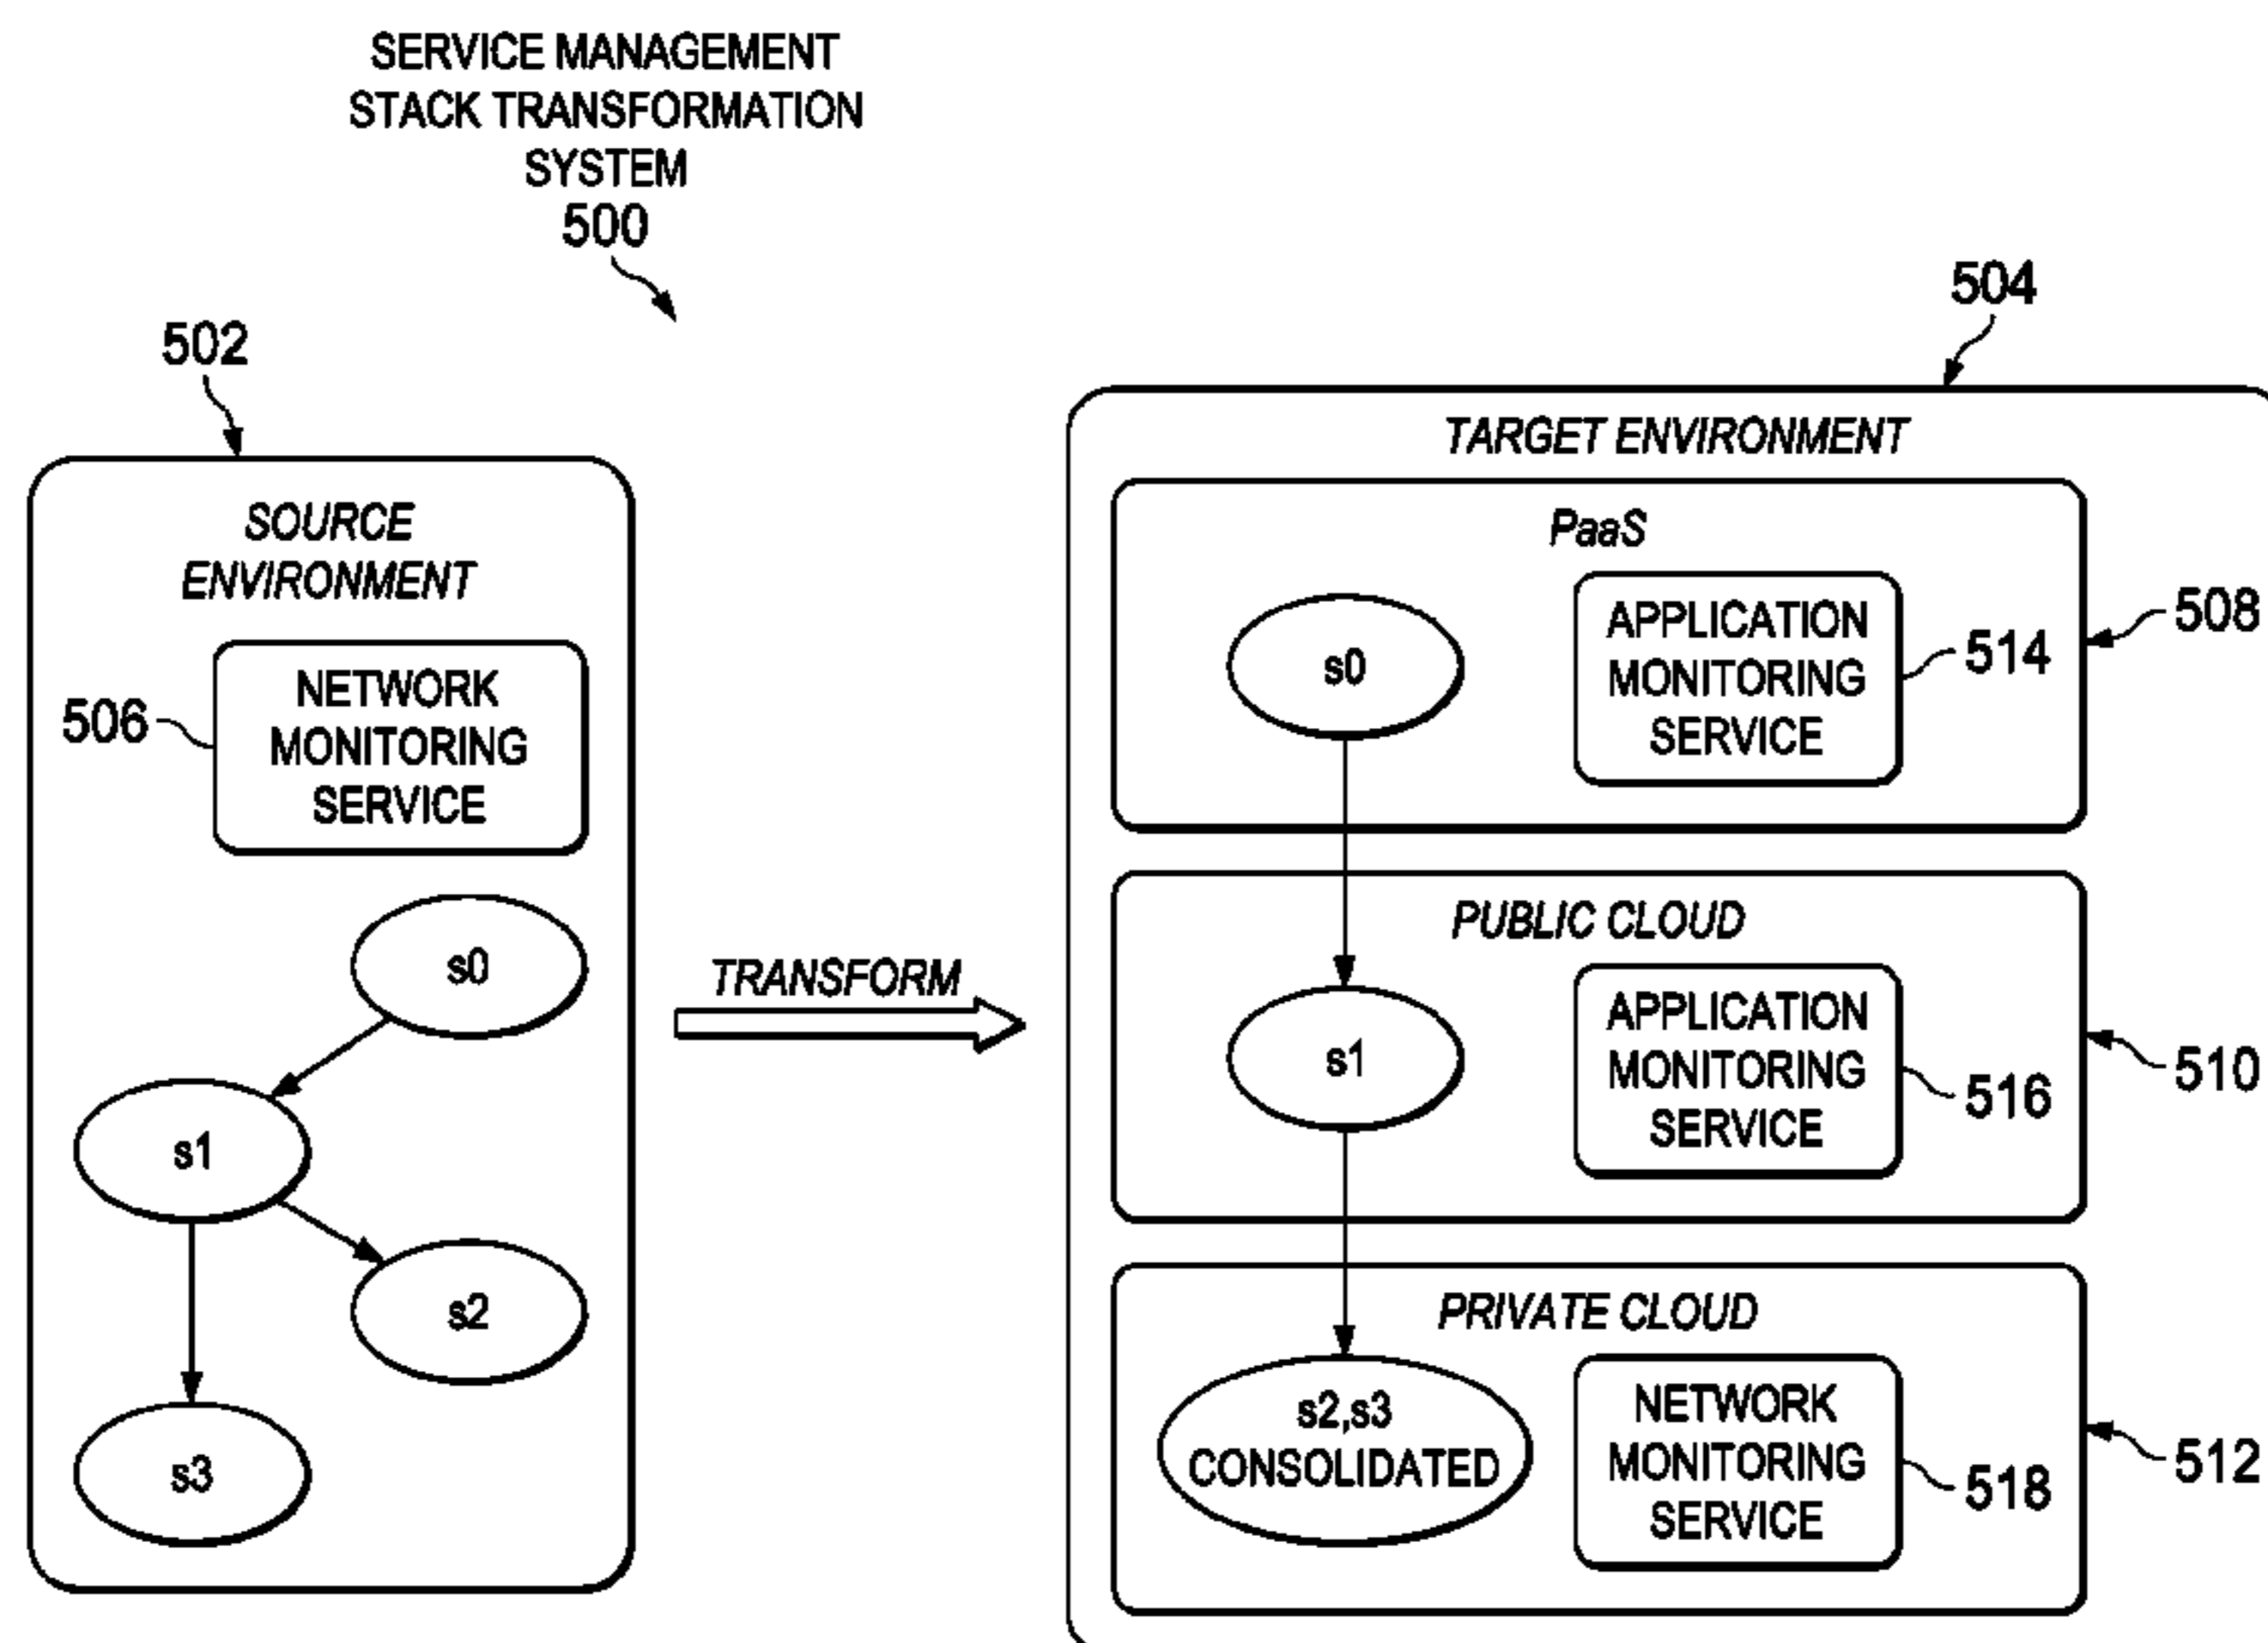 SERVICE MANAGEMENT
STACK TRANSFORMATION
SYSTEM
500
502
SOURCE
ENVIRONMENT
NETWORK
MONITORING
SERVICE
506
s0
s1
s2
s3
TRANSFORM
504
TARGET ENVIRONMENT
PaaS
s0
APPLICATION
MONITORING
SERVICE
514
508
PUBLIC CLOUD
s1
APPLICATION
MONITORING
SERVICE
516
510
PRIVATE CLOUD
s2,s3
CONSOLIDATED
NETWORK
MONITORING
SERVICE
518
512